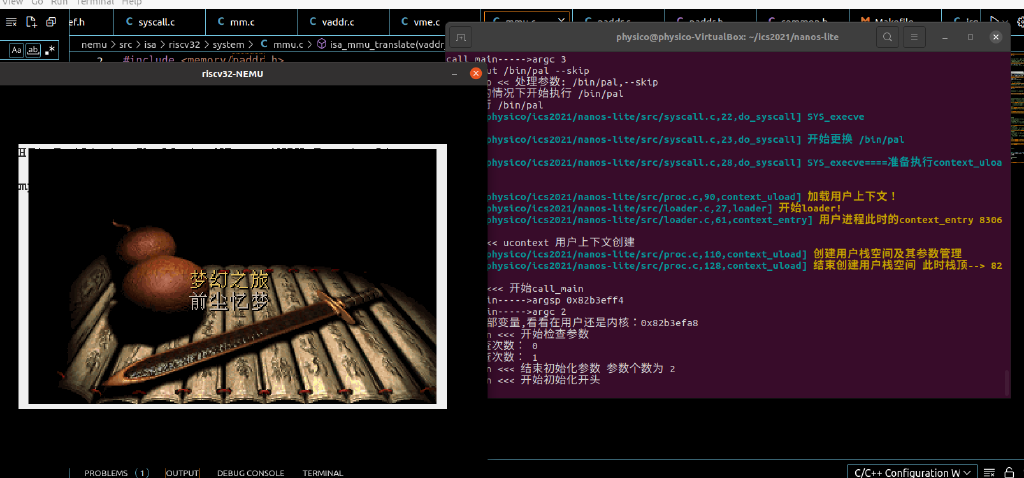 View Go Run Terminal Help
ef.h syscall.c mm.c vaddr.c vme.c mmu.c
nemu > src > isa > riscv32 > system > C mmu.c > isa_mmu_translate(vaddr
Aa ab .*
2 #include <memory/paddr.h>
riscv32-NEMU
梦幻之旅
前尘忆梦
physico@physico-VirtualBox: ~/ics2021/nanos-lite
call_main----->argc 3
ut /bin/pal --skip
p << 处理参数: /bin/pal,--skip
的情况下开始执行 /bin/pal
行 /bin/pal
physico/ics2021/nanos-lite/src/syscall.c,22,do_syscall] SYS_execve
physico/ics2021/nanos-lite/src/syscall.c,23,do_syscall] 开始更换 /bin/pal
physico/ics2021/nanos-lite/src/syscall.c,28,do_syscall] SYS_execve====准备执行context_uloa
physico/ics2021/nanos-lite/src/proc.c,90,context_uload] 加载用户上下文！
physico/ics2021/nanos-lite/src/loader.c,27,loader] 开始loader!
physico/ics2021/nanos-lite/src/loader.c,61,context_entry] 用户进程此时的context_entry 8306
<< ucontext 用户上下文创建
physico/ics2021/nanos-lite/src/proc.c,110,context_uload] 创建用户栈空间及其参数管理
physico/ics2021/nanos-lite/src/proc.c,128,context_uload] 结束创建用户栈空间 此时栈顶--> 82
<<< 开始call_main
in----->argsp 0x82b3eff4
in----->argc 2
部变量,看看在用户还是内核：0x82b3efa8
n <<< 开始检查参数
查次数： 0
查次数： 1
n <<< 结束初始化参数 参数个数为 2
n <<< 开始初始化开头
PROBLEMS 1 OUTPUT DEBUG CONSOLE TERMINAL
C/C++ Configuration W